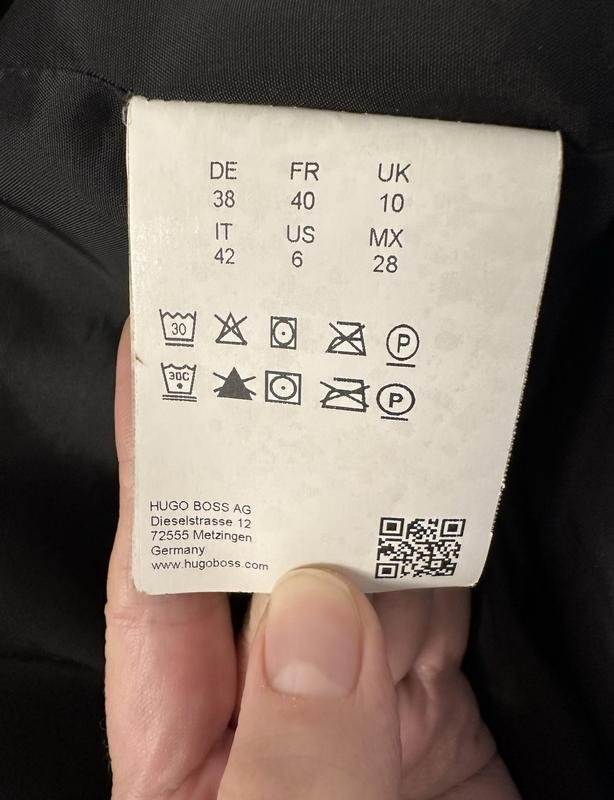 DE FR UK
38 40 10
IT US MX
42 6 28
30 P
30C P
HUGO BOSS AG
Dieselstrasse 12
72555 Metzingen
Germany
www.hugoboss.com